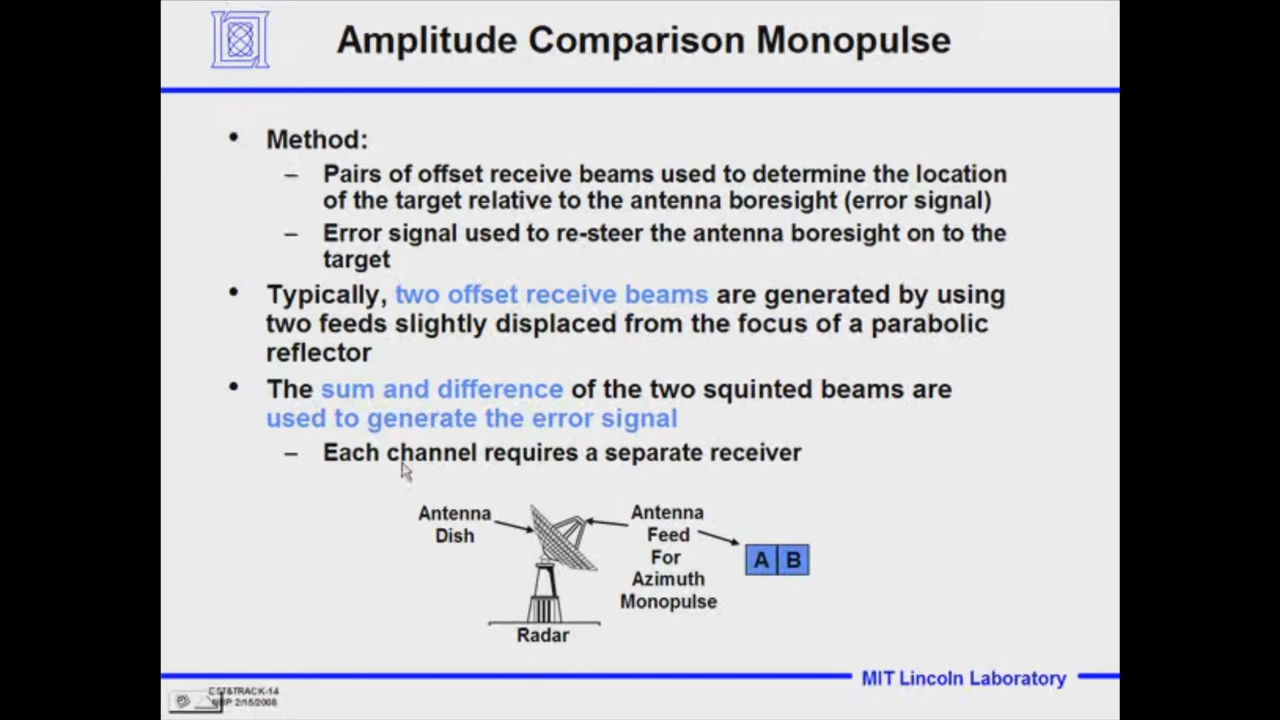 Amplitude Comparison Monopulse
• Method:
– Pairs of offset receive beams used to determine the location
of the target relative to the antenna boresight (error signal)
– Error signal used to re-steer the antenna boresight on to the
target
• Typically, two offset receive beams are generated by using
two feeds slightly displaced from the focus of a parabolic
reflector
• The sum and difference of the two squinted beams are
used to generate the error signal
– Each channel requires a separate receiver
Antenna
Dish
Antenna
Feed
For
Azimuth
Monopulse
A B
Radar
MIT Lincoln Laboratory
2/15/2008